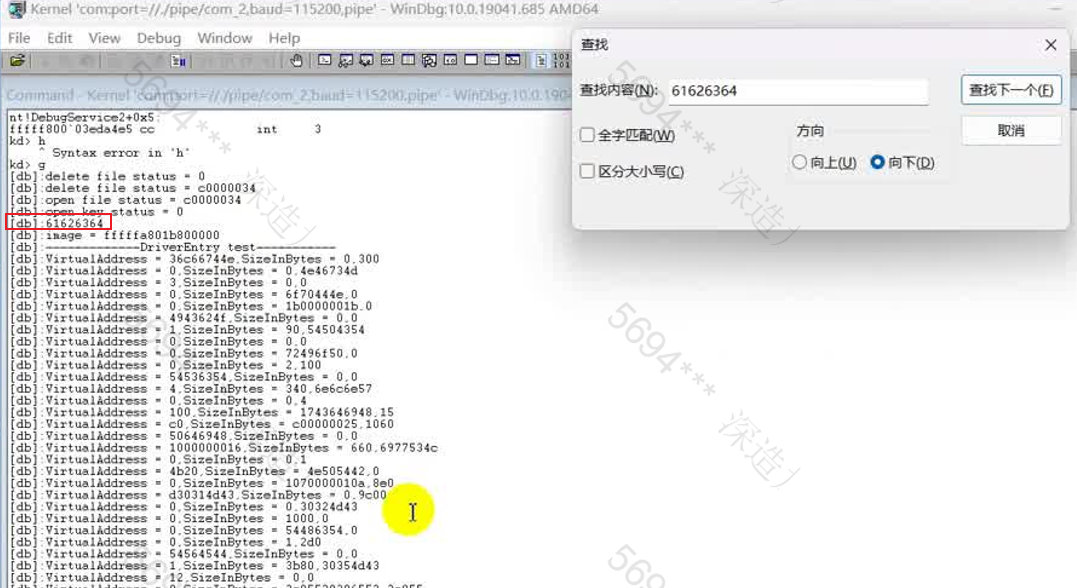 Kernel 'com:port=//./pipe/com_2,baud=115200,pipe' - WinDbg:10.0.19041.685 AMD64
File Edit View Debug Window Help
Command - Kernel 'com:port=//./pipe/com_2,baud=115200,pipe' - WinDbg:10.0.1904
nt!DebugService2+0x5:
fffff800`03eda4e5 cc int 3
kd> h
^ Syntax error in 'h'
kd> g
[db]:delete file status = 0
[db]:delete file status = c0000034
[db]:open file status = c0000034
[db]:open key status = 0
[db]:61626364
[db]:image = fffffa801b800000
[db]:---------------DriverEntry test------------
[db]:VirtualAddress = 36c66744e,SizeInBytes = 0,300
[db]:VirtualAddress = 0,SizeInBytes = 0,4e46734d
[db]:VirtualAddress = 3,SizeInBytes = 0,0
[db]:VirtualAddress = 0,SizeInBytes = 6f70444e,0
[db]:VirtualAddress = 0,SizeInBytes = 1b0000001b,0
[db]:VirtualAddress = 4943624f,SizeInBytes = 0,0
[db]:VirtualAddress = 1,SizeInBytes = 90,54504354
[db]:VirtualAddress = 0,SizeInBytes = 0,0
[db]:VirtualAddress = 0,SizeInBytes = 72496f50,0
[db]:VirtualAddress = 0,SizeInBytes = 2,100
[db]:VirtualAddress = 54536354,SizeInBytes = 0,0
[db]:VirtualAddress = 4,SizeInBytes = 340,6e6c6e57
[db]:VirtualAddress = 0,SizeInBytes = 0,4
[db]:VirtualAddress = 100,SizeInBytes = 1743646948,15
[db]:VirtualAddress = c0,SizeInBytes = c00000025,1060
[db]:VirtualAddress = 50646948,SizeInBytes = 0,0
[db]:VirtualAddress = 1000000016,SizeInBytes = 660,6977534c
[db]:VirtualAddress = 0,SizeInBytes = 0,1
[db]:VirtualAddress = 4b20,SizeInBytes = 4e505442,0
[db]:VirtualAddress = 0,SizeInBytes = 1070000010a,8e0
[db]:VirtualAddress = d30314d43,SizeInBytes = 0,9c00
[db]:VirtualAddress = 0,SizeInBytes = 0,30324d43
[db]:VirtualAddress = 0,SizeInBytes = 1000,0
[db]:VirtualAddress = 0,SizeInBytes = 54486354,0
[db]:VirtualAddress = 0,SizeInBytes = 1,2d0
[db]:VirtualAddress = 54564544,SizeInBytes = 0,0
[db]:VirtualAddress = 1,SizeInBytes = 3b80,30354d43
[db]:VirtualAddress = 12,SizeInBytes = 0,0
查找
查找内容(N): 61626364
查找下一个(F)
全字匹配(W)
方向
取消
区分大小写(C)
向上(U) 向下(D)
5694***
深造丿
5694***
深造丿